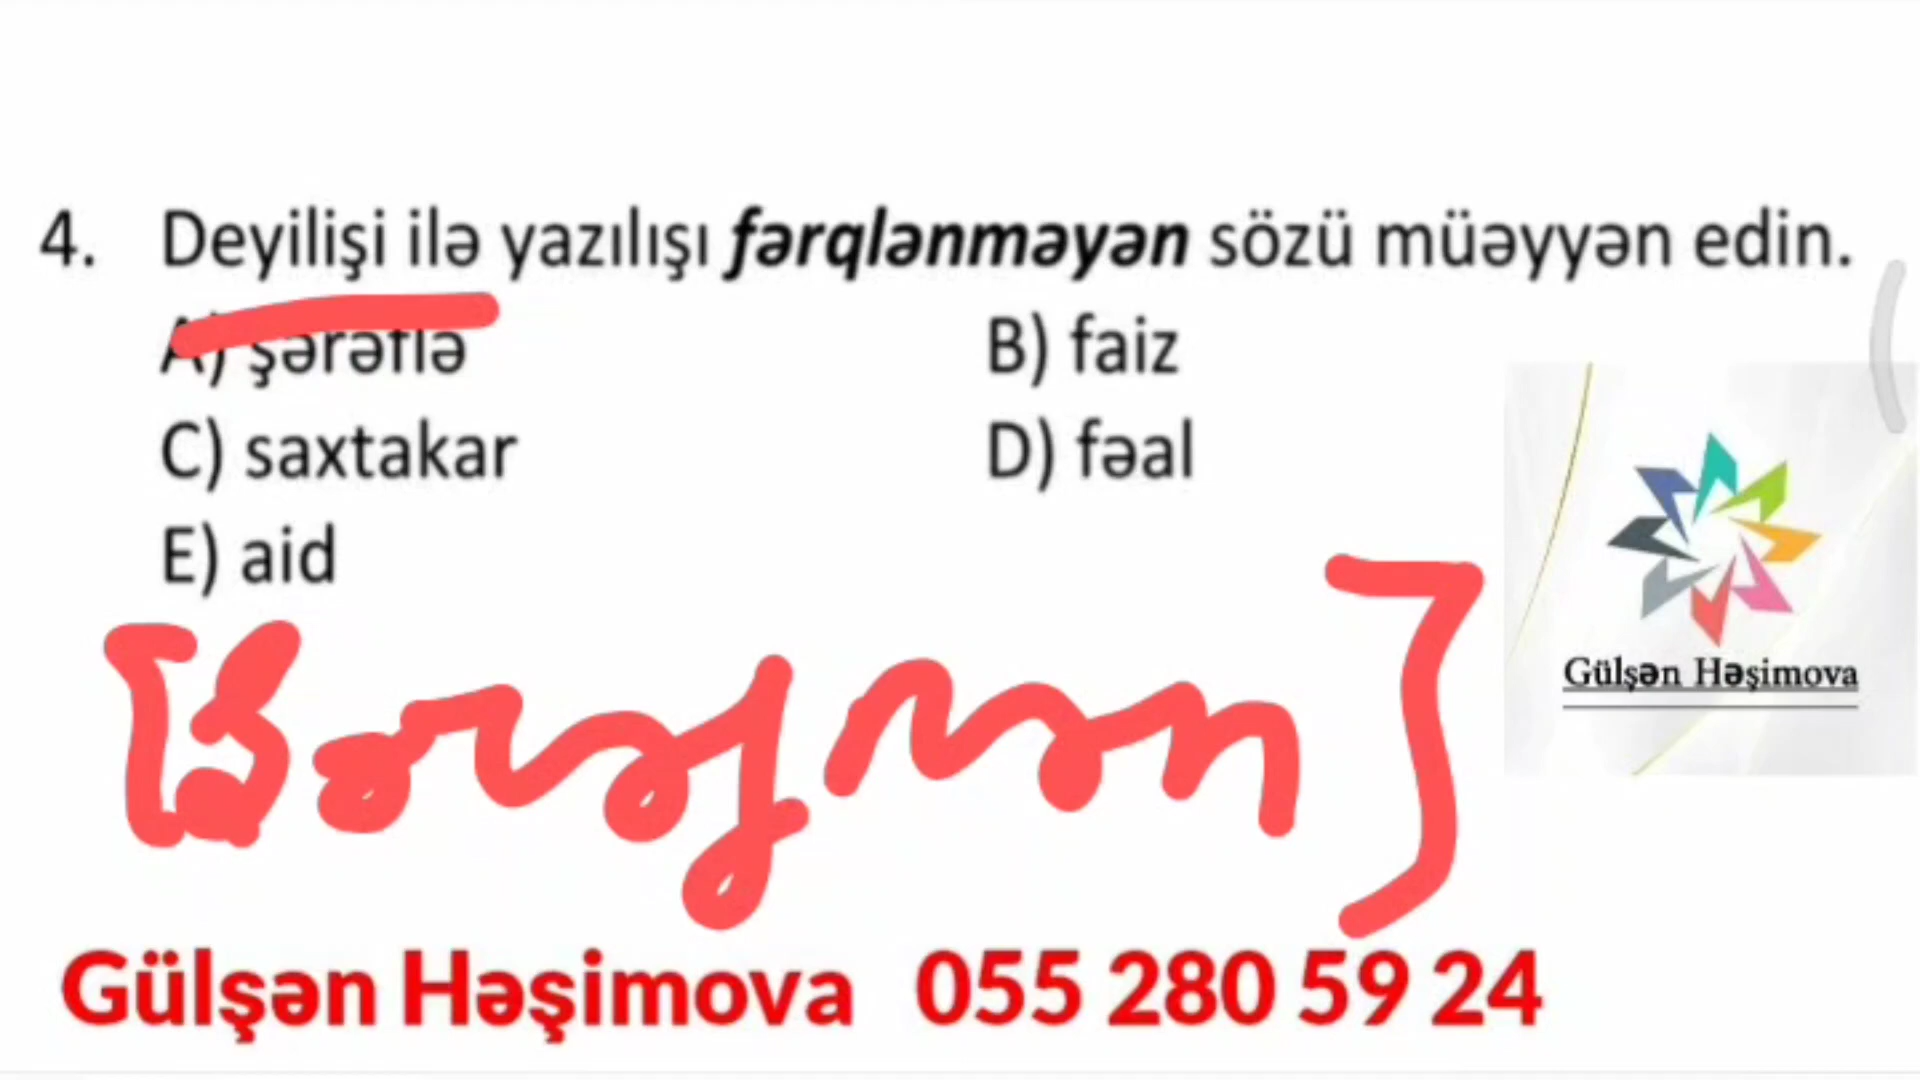 4. Deyilişi ilə yazılışı fərqlənməyən sözü müəyyən edin.
A) şərəflə B) faiz
C) saxtakar D) fəal
E) aid
Gülşən Həşimova
Gülşən Həşimova 055 280 59 24